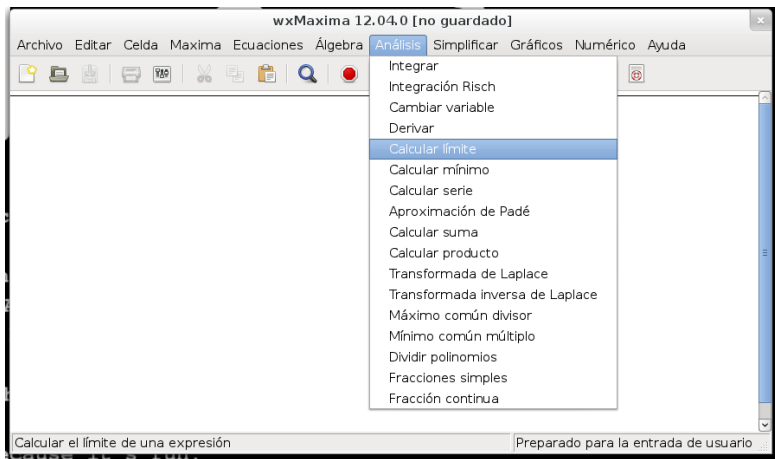 wxMaxima 12.04.0 [no guardado]
Archivo Editar Celda Maxima Ecuaciones Álgebra Análisis Simplificar Gráficos Numérico Ayuda
Integrar
Integración Risch
Cambiar variable
Derivar
Calcular límite
Calcular mínimo
Calcular serie
Aproximación de Padé
Calcular suma
Calcular producto
Transformada de Laplace
Transformada inversa de Laplace
Máximo común divisor
Mínimo común múltiplo
Dividir polinomios
Fracciones simples
Fracción continua
Calcular el límite de una expresión Preparado para la entrada de usuario